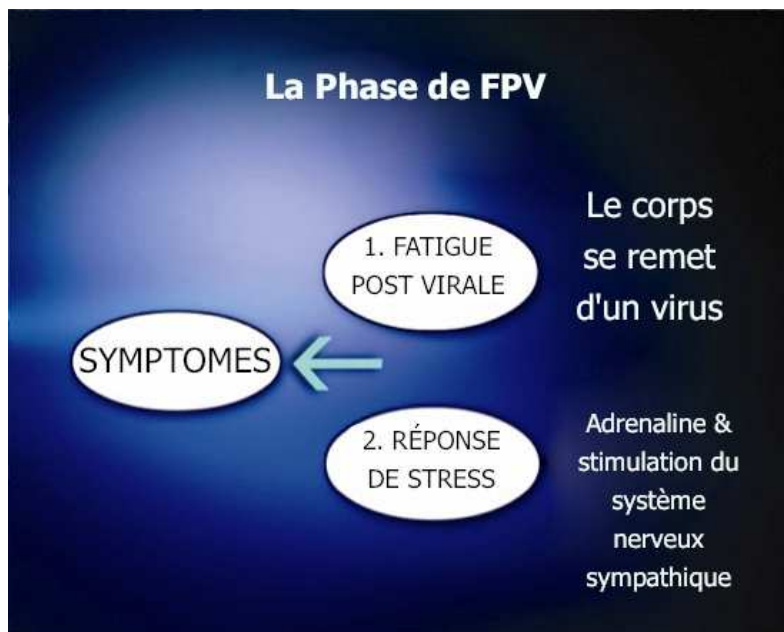 La Phase de FPV
1. FATIGUE
POST VIRALE
Le corps
se remet
d'un virus
SYMPTOMES
2. RÉPONSE
DE STRESS
Adrenaline &
stimulation du
système
nerveux
sympathique